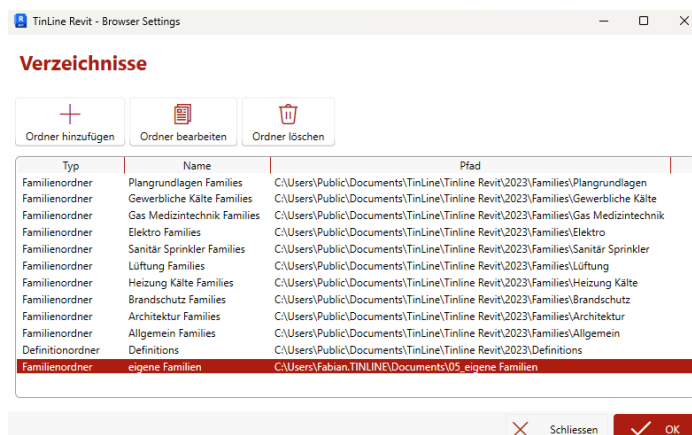 TinLine Revit - Browser Settings
Verzeichnisse
Ordner hinzufügen Ordner bearbeiten Ordner löschen
Typ Name Pfad
Familienordner Plangrundlagen Families C:\Users\Public\Documents\TinLine\Tinline Revit\2023\Families\Plangrundlagen
Familienordner Gewerbliche Kälte Families C:\Users\Public\Documents\TinLine\Tinline Revit\2023\Families\Gewerbliche Kälte
Familienordner Gas Medizintechnik Families C:\Users\Public\Documents\TinLine\Tinline Revit\2023\Families\Gas Medizintechnik
Familienordner Elektro Families C:\Users\Public\Documents\TinLine\Tinline Revit\2023\Families\Elektro
Familienordner Sanitär Sprinkler Families C:\Users\Public\Documents\TinLine\Tinline Revit\2023\Families\Sanitär Sprinkler
Familienordner Lüftung Families C:\Users\Public\Documents\TinLine\Tinline Revit\2023\Families\Lüftung
Familienordner Heizung Kälte Families C:\Users\Public\Documents\TinLine\Tinline Revit\2023\Families\Heizung Kälte
Familienordner Brandschutz Families C:\Users\Public\Documents\TinLine\Tinline Revit\2023\Families\Brandschutz
Familienordner Architektur Families C:\Users\Public\Documents\TinLine\Tinline Revit\2023\Families\Architektur
Familienordner Allgemein Families C:\Users\Public\Documents\TinLine\Tinline Revit\2023\Families\Allgemein
Definitionordner Definitions C:\Users\Public\Documents\TinLine\Tinline Revit\2023\Definitions
Familienordner eigene Familien C:\Users\Fabian.TINLINE\Documents\05_eigene Familien
Schliessen OK